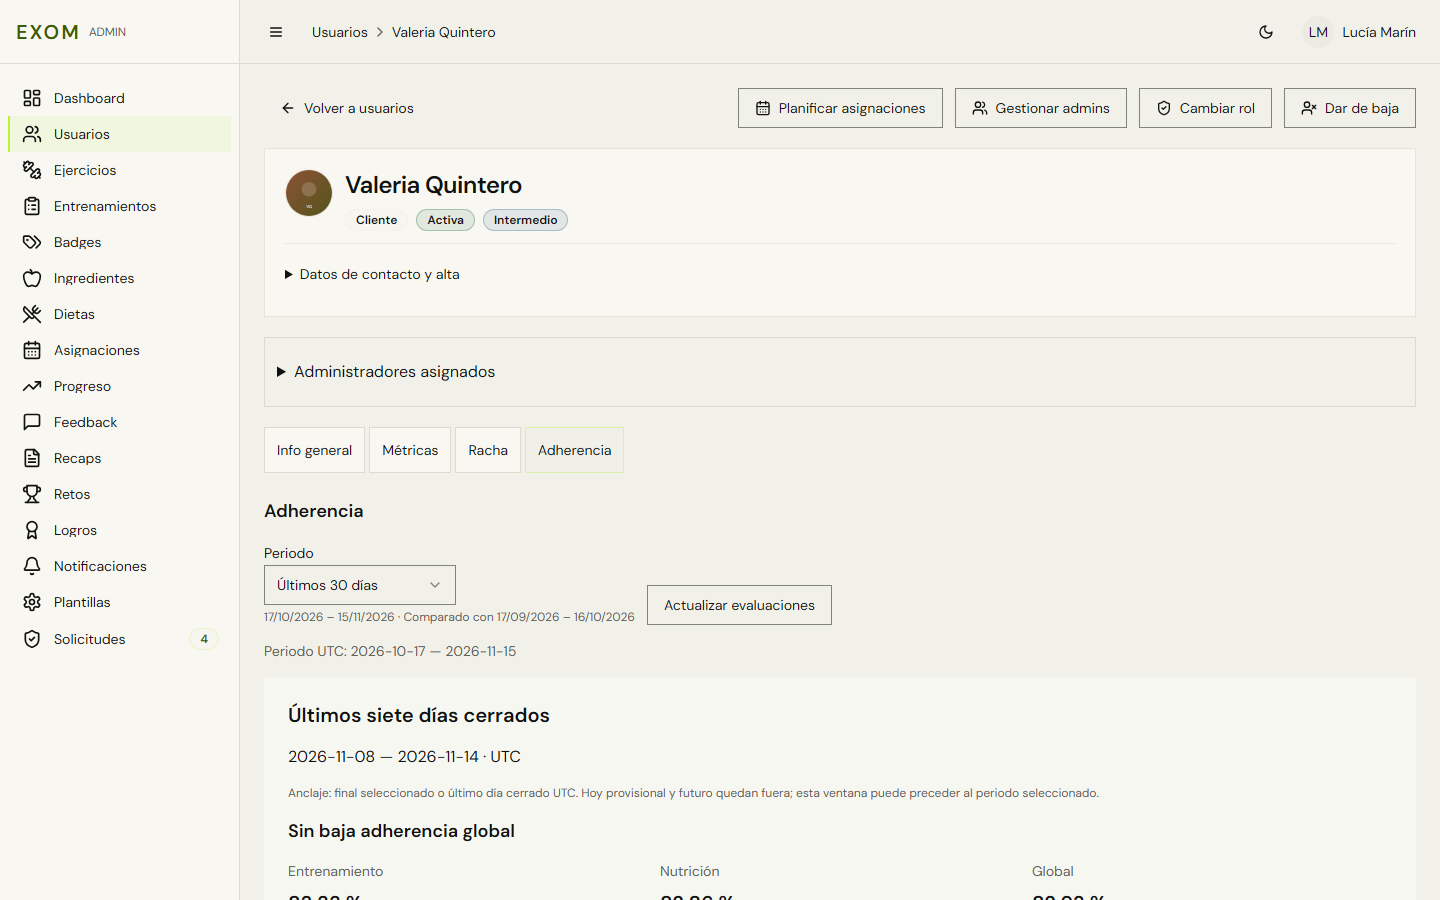 EXOM ADMIN
Usuarios > Valeria Quintero
LM Lucía Marín
Dashboard
Usuarios
Ejercicios
Entrenamientos
Badges
Ingredientes
Dietas
Asignaciones
Progreso
Feedback
Recaps
Retos
Logros
Notificaciones
Plantillas
Solicitudes 4
Volver a usuarios
Planificar asignaciones
Gestionar admins
Cambiar rol
Dar de baja
Valeria Quintero
Cliente Activa Intermedio
Datos de contacto y alta
Administradores asignados
Info general Métricas Racha Adherencia
Adherencia
Periodo
Últimos 30 días
17/10/2026 – 15/11/2026 · Comparado con 17/09/2026 – 16/10/2026
Actualizar evaluaciones
Periodo UTC: 2026-10-17 — 2026-11-15
Últimos siete días cerrados
2026-11-08 — 2026-11-14 · UTC
Anclaje: final seleccionado o último día cerrado UTC. Hoy provisional y futuro quedan fuera; esta ventana puede preceder al periodo seleccionado.
Sin baja adherencia global
Entrenamiento Nutrición Global